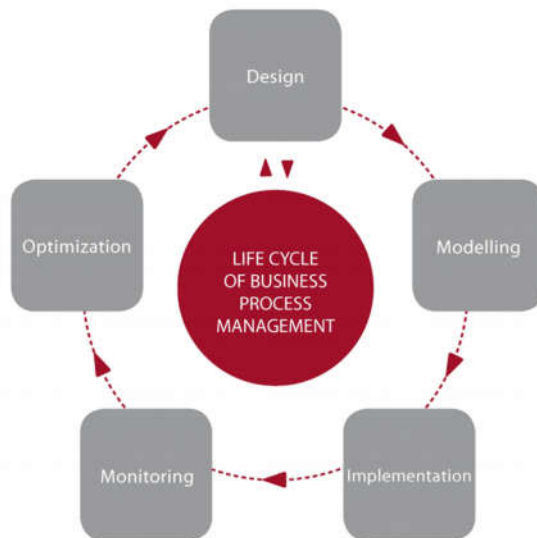 Design
Optimization
Modelling
LIFE CYCLE
OF BUSINESS
PROCESS
MANAGEMENT
Monitoring
Implementation